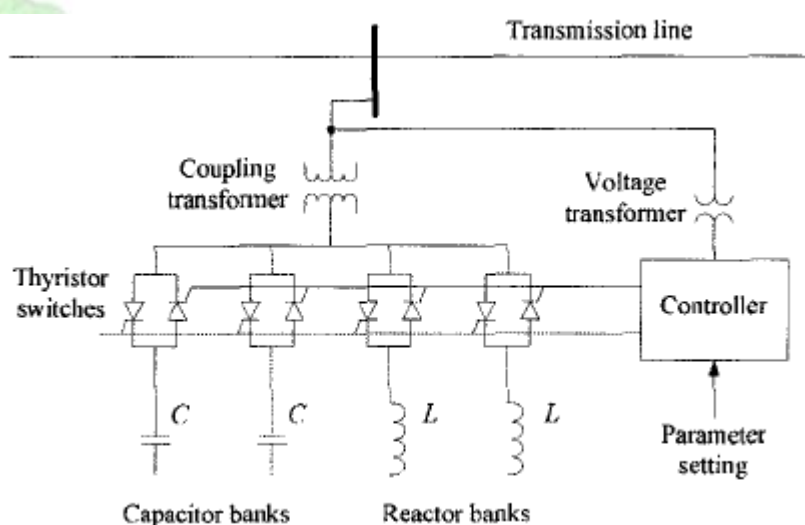 Transmission line
Coupling
transformer
Voltage
transformer
Thyristor
switches
Controller
C
C
L
L
Parameter
setting
Capacitor banks
Reactor banks